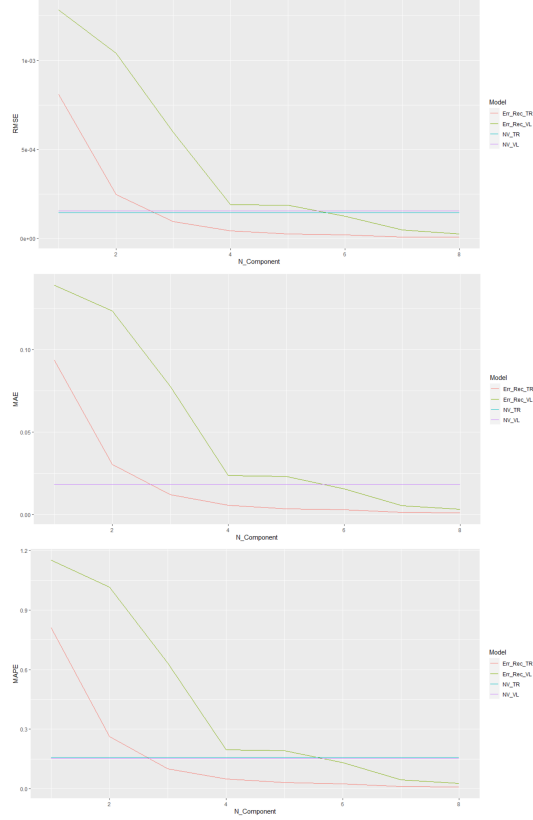 1e-03
5e-04
0e+00
RMSE
2
4
6
8
N_Component
Model
Err_Rec_TR
Err_Rec_VL
NV_TR
NV_VL
0.10
0.05
0.00
MAE
2
4
6
8
N_Component
Model
Err_Rec_TR
Err_Rec_VL
NV_TR
NV_VL
1.2
0.9
0.6
0.3
0.0
MAPE
2
4
6
8
N_Component
Model
Err_Rec_TR
Err_Rec_VL
NV_TR
NV_VL